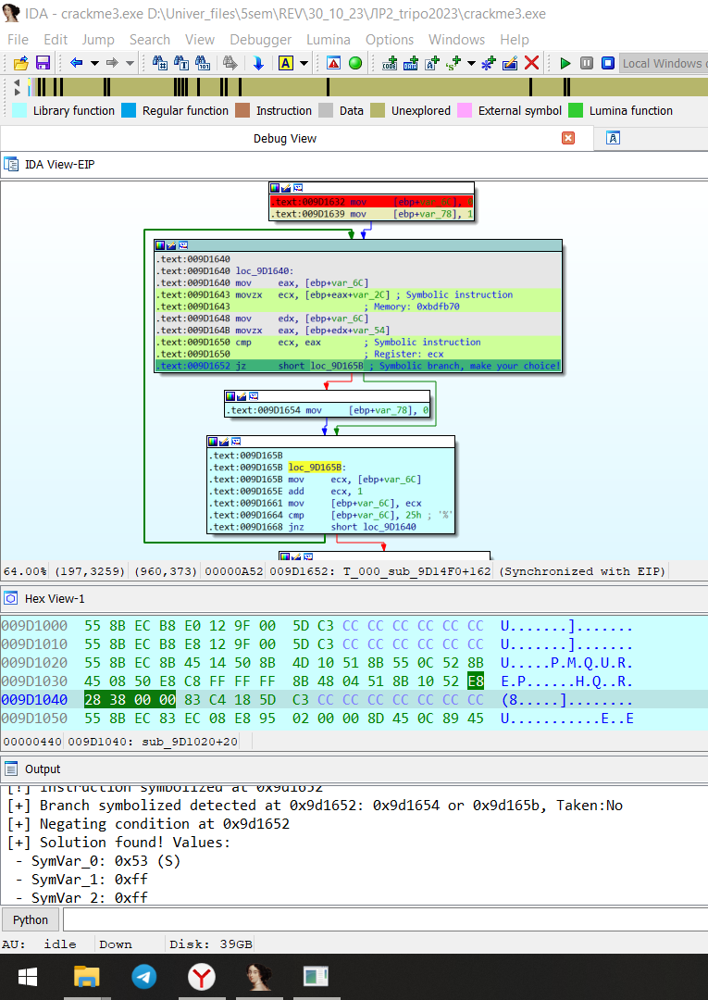 IDA - crackme3.exe D:\Univer_files\5sem\REV\30_10_23\ЛР2_tripo2023\crackme3.exe
File Edit Jump Search View Debugger Lumina Options Windows Help
Local Windows
Library function Regular function Instruction Data Unexplored External symbol Lumina function
Debug View
IDA View-EIP
.text:009D1632 mov [ebp+var_6C], 0
.text:009D1639 mov [ebp+var_78], 1
.text:009D1640
.text:009D1640 loc_9D1640:
.text:009D1640 mov eax, [ebp+var_6C]
.text:009D1643 movzx ecx, [ebp+eax+var_2C] ; Symbolic instruction
.text:009D1643 ; Memory: 0xbdfb70
.text:009D1648 mov edx, [ebp+var_6C]
.text:009D164B movzx eax, [ebp+edx+var_54]
.text:009D1650 cmp ecx, eax ; Symbolic instruction
.text:009D1650 ; Register: ecx
.text:009D1652 jz short loc_9D165B ; Symbolic branch, make your choice!
.text:009D1654 mov [ebp+var_78], 0
.text:009D165B
.text:009D165B loc_9D165B:
.text:009D165B mov ecx, [ebp+var_6C]
.text:009D165E add ecx, 1
.text:009D1661 mov [ebp+var_6C], ecx
.text:009D1664 cmp [ebp+var_6C], 25h ; '%'
.text:009D1668 jnz short loc_9D1640
64.00% (197,3259) (960,373) 00000A52 009D1652: T_000_sub_9D14F0+162 (Synchronized with EIP)
Hex View-1
009D1000 55 8B EC B8 E0 12 9F 00 5D C3 CC CC CC CC CC CC U.......].......
009D1010 55 8B EC B8 E8 12 9F 00 5D C3 CC CC CC CC CC CC U.......].......
009D1020 55 8B EC 8B 45 14 50 8B 4D 10 51 8B 55 0C 52 8B U.....P.M.Q.U.R.
009D1030 45 08 50 E8 C8 FF FF FF 8B 48 04 51 8B 10 52 E8 E.P......H.Q..R.
009D1040 28 38 00 00 83 C4 18 5D C3 CC CC CC CC CC CC CC (8.....]........
009D1050 55 8B EC 83 EC 08 E8 95 02 00 00 8D 45 0C 89 45 U...........E..E
00000440 009D1040: sub_9D1020+20
Output
[!] Instruction symbolized at 0x9d1652
[+] Branch symbolized detected at 0x9d1652: 0x9d1654 or 0x9d165b, Taken:No
[+] Negating condition at 0x9d1652
[+] Solution found! Values:
- SymVar_0: 0x53 (S)
- SymVar_1: 0xff
- SymVar_2: 0xff
Python
AU: idle Down Disk: 39GB